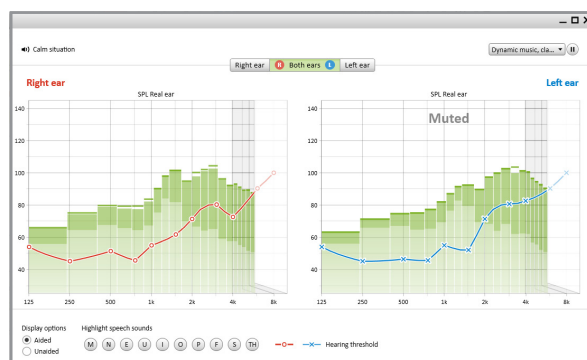 Calm situation
Dynamic music, cla...
Right ear R Both ears L Left ear
Right ear
Left ear
SPL Real ear
SPL Real ear
Muted
140
120
100
80
60
40
125 250 500 1k 2k 4k 8k
140
120
100
80
60
40
125 250 500 1k 2k 4k 8k
Display options
Highlight speech sounds
Aided
Unaided
M N E U I O P F S TH
Hearing threshold